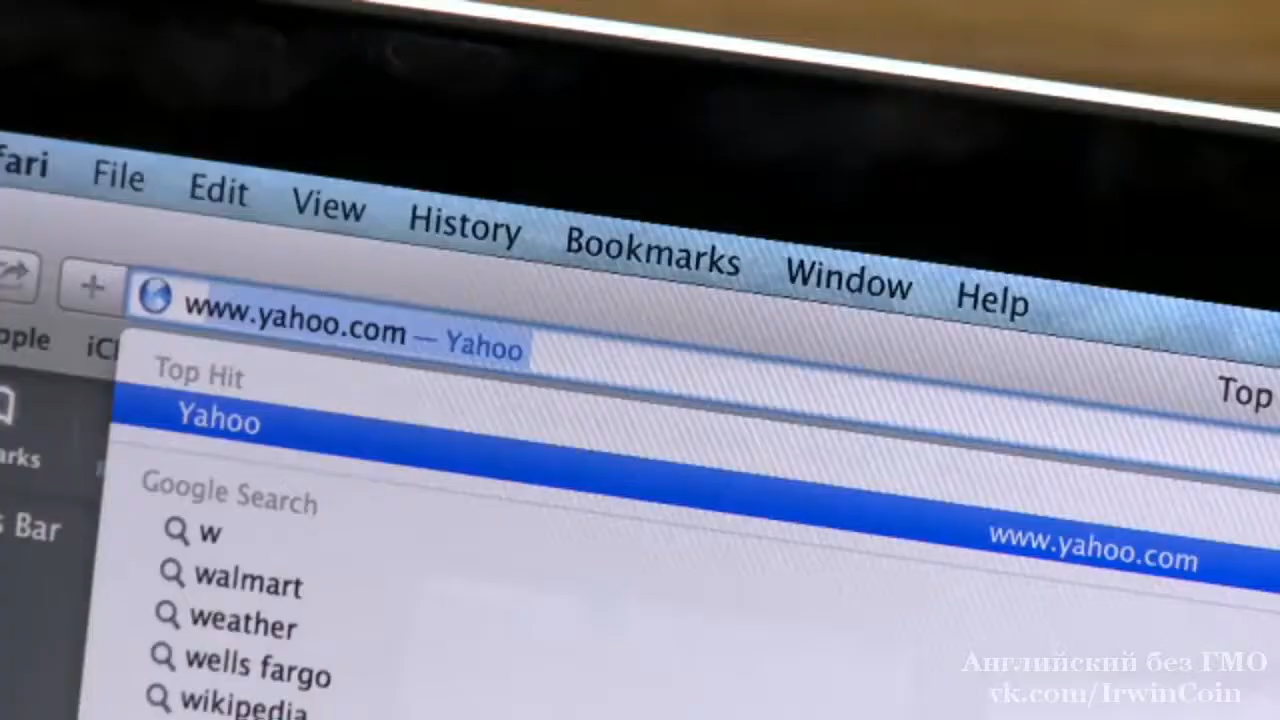 fari File Edit View History Bookmarks Window Help
www.yahoo.com — Yahoo
Top
pple iCl
Top Hit
Yahoo www.yahoo.com
arks
Google Search
s Bar
w
walmart
weather
wells fargo
wikipedia
Английский без ГМО
vk.com/IrwinCoin